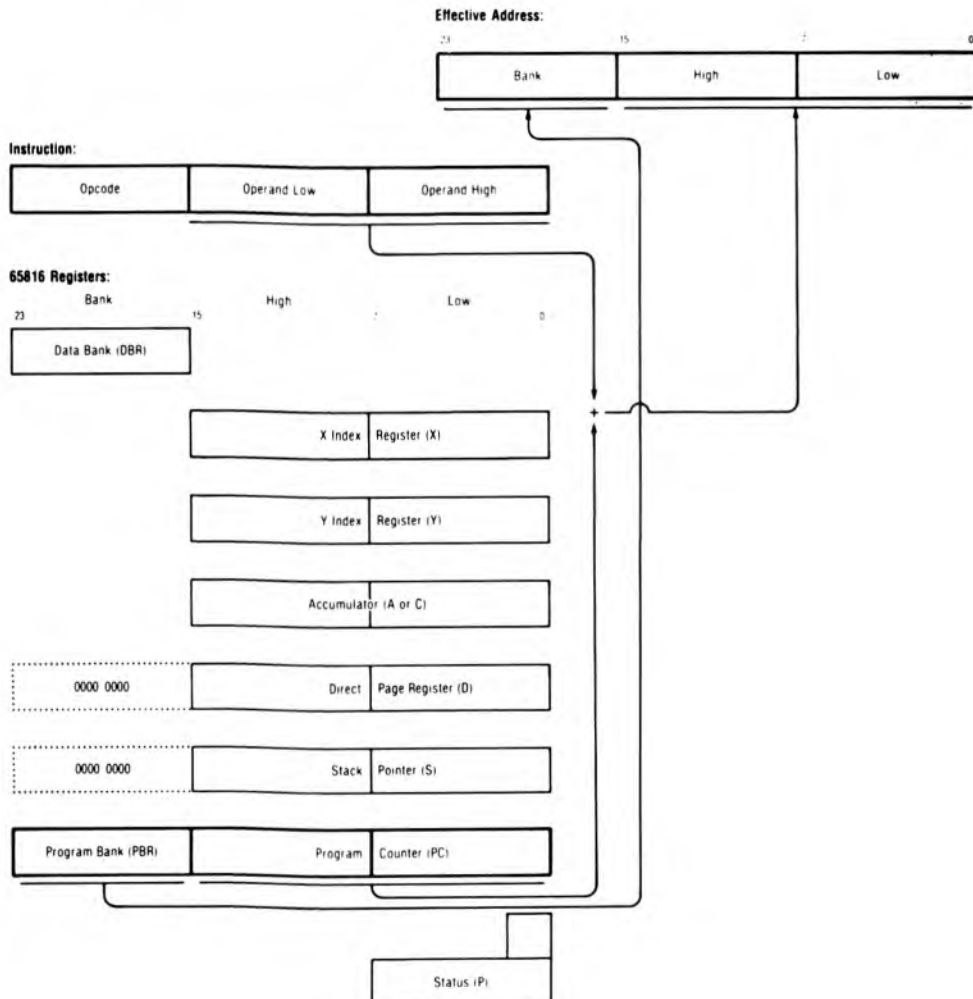 Effective Address:
23 15 7 0
Bank High Low
Instruction:
Opcode Operand Low Operand High
65816 Registers:
Bank High Low
23 15 7 0
Data Bank (DBR)
X Index Register (X)
Y Index Register (Y)
Accumulator (A or C)
0000 0000 Direct Page Register (D)
0000 0000 Stack Pointer (S)
+
Program Bank (PBR) Program Counter (PC)
Status (P)